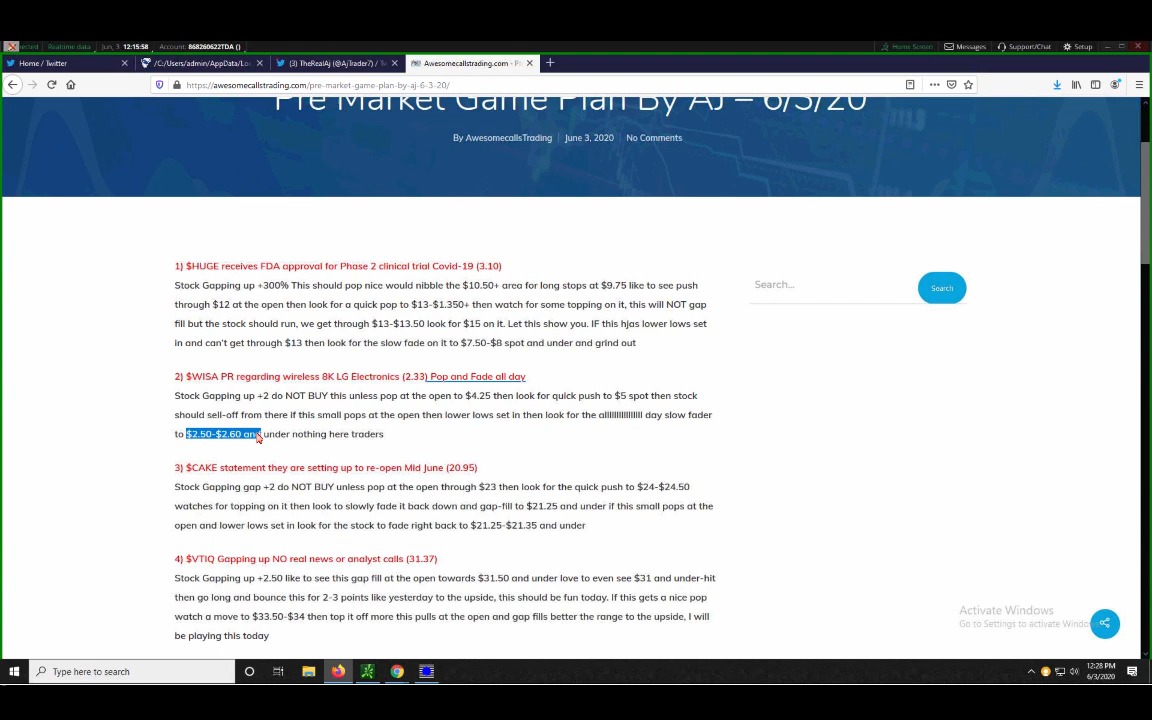 Realtime data Jun, 3 12:15:58 Account: 868260622TDA () Home Screen Messages Support/Chat Setup
Home / Twitter /C:/Users/admin/AppData/Lo (3) TheRealAj (@AjTrader7) / Tw Awesomecallstrading.com - P
https://awesomecallstrading.com/pre-market-game-plan-by-aj-6-3-20/
Pre Market Game Plan By AJ – 6/3/20
By AwesomecallsTrading June 3, 2020 No Comments
1) $HUGE receives FDA approval for Phase 2 clinical trial Covid-19 (3.10)
Stock Gapping up +300% This should pop nice would nibble the $10.50+ area for long stops at $9.75 like to see push
through $12 at the open then look for a quick pop to $13-$1.350+ then watch for some topping on it, this will NOT gap
fill but the stock should run, we get through $13-$13.50 look for $15 on it. Let this show you. IF this hjas lower lows set
in and can't get through $13 then look for the slow fade on it to $7.50-$8 spot and under and grind out
Search...
Search
2) $WISA PR regarding wireless 8K LG Electronics (2.33) Pop and Fade all day
Stock Gapping up +2 do NOT BUY this unless pop at the open to $4.25 then look for quick push to $5 spot then stock
should sell-off from there if this small pops at the open then lower lows set in then look for the allllllllllllllll day slow fader
to $2.50-$2.60 and under nothing here traders
3) $CAKE statement they are setting up to re-open Mid June (20.95)
Stock Gapping gap +2 do NOT BUY unless pop at the open through $23 then look for the quick push to $24-$24.50
watches for topping on it then look to slowly fade it back down and gap-fill to $21.25 and under if this small pops at the
open and lower lows set in look for the stock to fade right back to $21.25-$21.35 and under
4) $VTIQ Gapping up NO real news or analyst calls (31.37)
Stock Gapping up +2.50 like to see this gap fill at the open towards $31.50 and under love to even see $31 and under-hit
then go long and bounce this for 2-3 points like yesterday to the upside, this should be fun today. If this gets a nice pop
watch a move to $33.50-$34 then top it off more this pulls at the open and gap fills better the range to the upside, I will
be playing this today
Activate Windows
Go to Settings to activate Windows
Type here to search
12:28 PM
6/3/2020